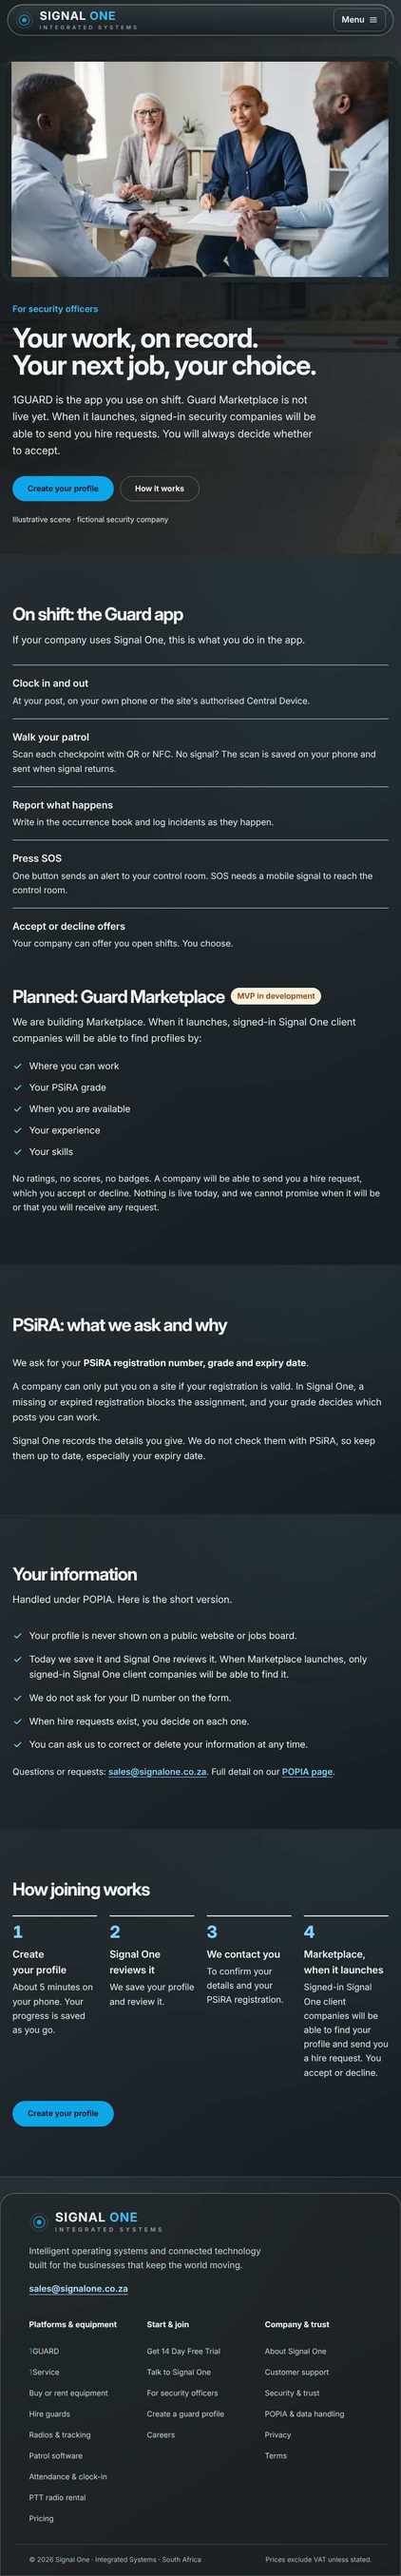 SIGNAL ONE
INTEGRATED SYSTEMS
Menu
For security officers
Your work, on record.
Your next job, your choice.
1GUARD is the app you use on shift. Guard Marketplace is not
live yet. When it launches, signed-in security companies will be
able to send you hire requests. You will always decide whether
to accept.
Create your profile
How it works
Illustrative scene · fictional security company
On shift: the Guard app
If your company uses Signal One, this is what you do in the app.
Clock in and out
At your post, on your own phone or the site's authorised Central Device.
Walk your patrol
Scan each checkpoint with QR or NFC. No signal? The scan is saved on your phone and
sent when signal returns.
Report what happens
Write in the occurrence book and log incidents as they happen.
Press SOS
One button sends an alert to your control room. SOS needs a mobile signal to reach the
control room.
Accept or decline offers
Your company can offer you open shifts. You choose.
Planned: Guard Marketplace MVP in development
We are building Marketplace. When it launches, signed-in Signal One client
companies will be able to find profiles by:
Where you can work
Your PSiRA grade
When you are available
Your experience
Your skills
No ratings, no scores, no badges. A company will be able to send you a hire request,
which you accept or decline. Nothing is live today, and we cannot promise when it will be
or that you will receive any request.
PSiRA: what we ask and why
We ask for your PSiRA registration number, grade and expiry date.
A company can only put you on a site if your registration is valid. In Signal One, a
missing or expired registration blocks the assignment, and your grade decides which
posts you can work.
Signal One records the details you give. We do not check them with PSiRA, so keep
them up to date, especially your expiry date.
Your information
Handled under POPIA. Here is the short version.
Your profile is never shown on a public website or jobs board.
Today we save it and Signal One reviews it. When Marketplace launches, only
signed-in Signal One client companies will be able to find it.
We do not ask for your ID number on the form.
When hire requests exist, you decide on each one.
You can ask us to correct or delete your information at any time.
Questions or requests: sales@signalone.co.za. Full detail on our POPIA page.
How joining works
1
Create
your profile
About 5 minutes on
your phone. Your
progress is saved
as you go.
2
Signal One
reviews it
We save your profile
and review it.
3
We contact you
To confirm your
details and your
PSiRA registration.
4
Marketplace,
when it launches
Signed-in Signal
One client
companies will be
able to find your
profile and send you
a hire request. You
accept or decline.
Create your profile
SIGNAL ONE
INTEGRATED SYSTEMS
Intelligent operating systems and connected technology
built for the businesses that keep the world moving.
sales@signalone.co.za
Platforms & equipment
1GUARD
1Service
Buy or rent equipment
Hire guards
Radios & tracking
Patrol software
Attendance & clock-in
PTT radio rental
Pricing
Start & join
Get 14 Day Free Trial
Talk to Signal One
For security officers
Create a guard profile
Careers
Company & trust
About Signal One
Customer support
Security & trust
POPIA & data handling
Privacy
Terms
© 2026 Signal One · Integrated Systems · South Africa
Prices exclude VAT unless stated.